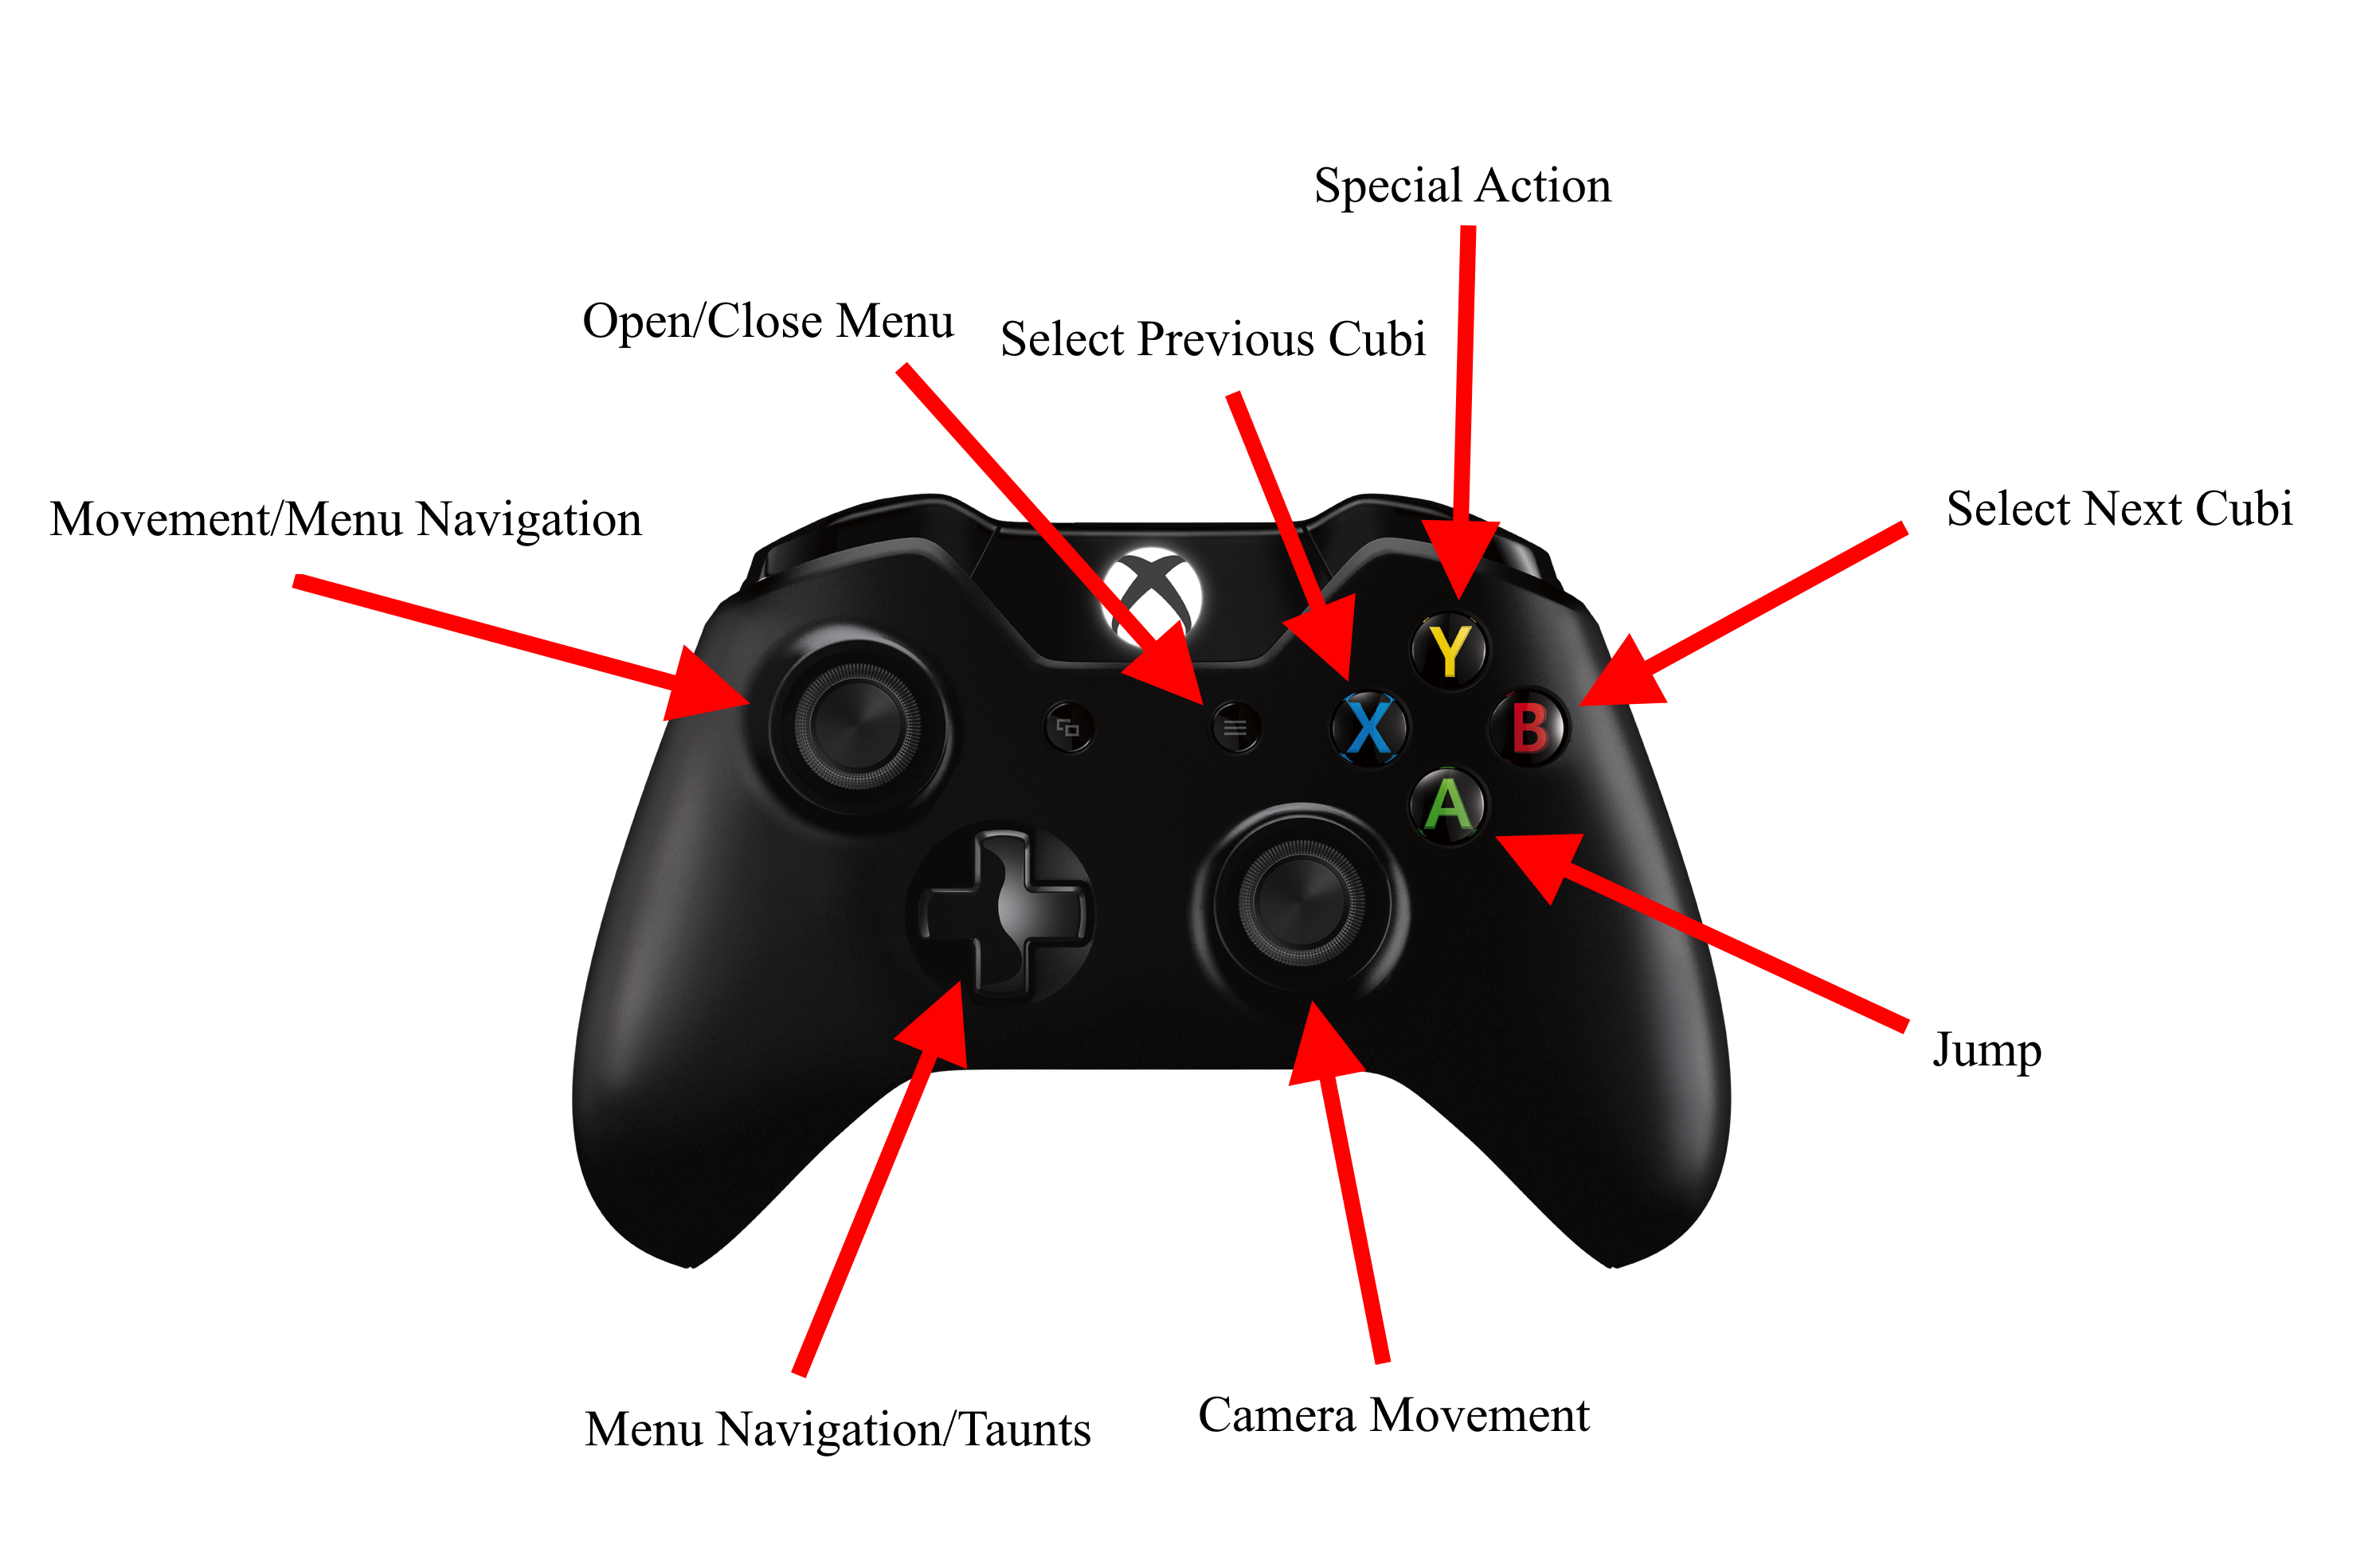 Special Action
Open/Close Menu
Select Previous Cubi
Select Next Cubi
Movement/Menu Navigation
Y
X
B
A
Jump
Menu Navigation/Taunts
Camera Movement